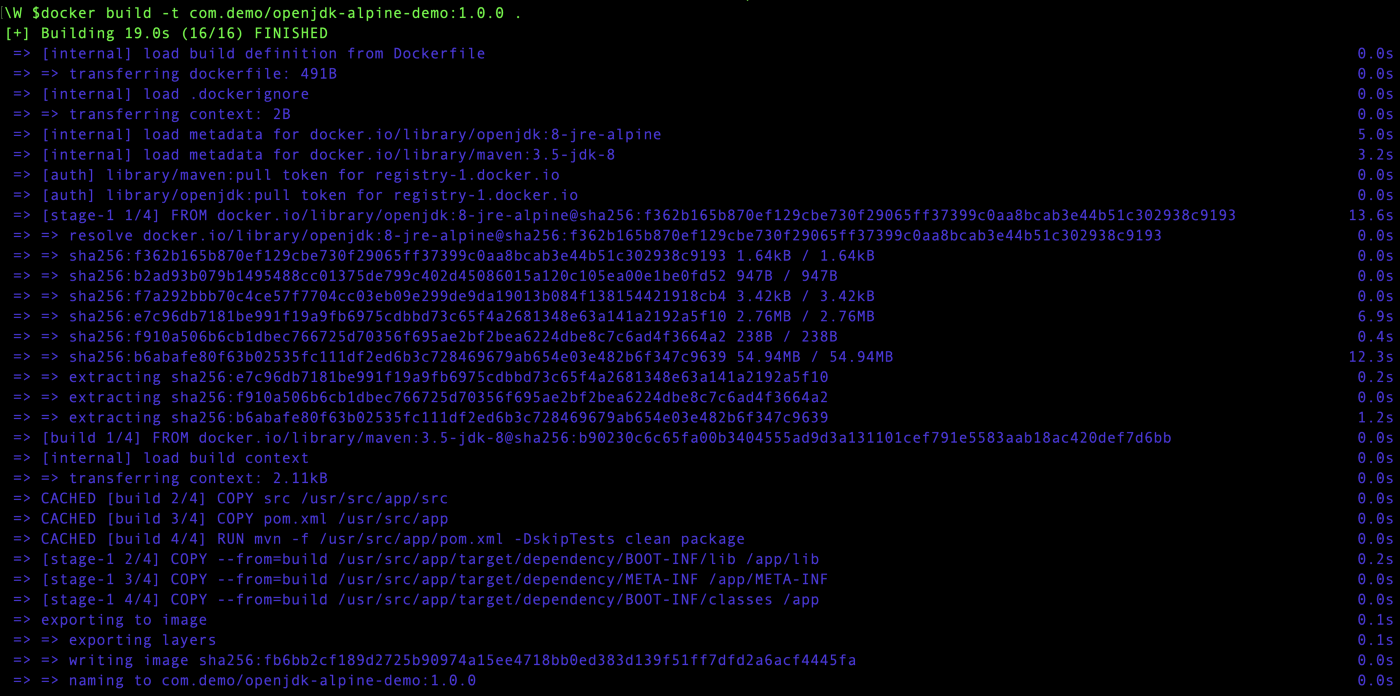 \W $docker build -t com.demo/openjdk-alpine-demo:1.0.0 .
[+] Building 19.0s (16/16) FINISHED
=> [internal] load build definition from Dockerfile 0.0s
=> => transferring dockerfile: 491B 0.0s
=> [internal] load .dockerignore 0.0s
=> => transferring context: 2B 0.0s
=> [internal] load metadata for docker.io/library/openjdk:8-jre-alpine 5.0s
=> [internal] load metadata for docker.io/library/maven:3.5-jdk-8 3.2s
=> [auth] library/maven:pull token for registry-1.docker.io 0.0s
=> [auth] library/openjdk:pull token for registry-1.docker.io 0.0s
=> [stage-1 1/4] FROM docker.io/library/openjdk:8-jre-alpine@sha256:f362b165b870ef129cbe730f29065ff37399c0aa8bcab3e44b51c302938c9193 13.6s
=> => resolve docker.io/library/openjdk:8-jre-alpine@sha256:f362b165b870ef129cbe730f29065ff37399c0aa8bcab3e44b51c302938c9193 0.0s
=> => sha256:f362b165b870ef129cbe730f29065ff37399c0aa8bcab3e44b51c302938c9193 1.64kB / 1.64kB 0.0s
=> => sha256:b2ad93b079b1495488cc01375de799c402d45086015a120c105ea00e1be0fd52 947B / 947B 0.0s
=> => sha256:f7a292bbb70c4ce57f7704cc03eb09e299de9da19013b084f138154421918cb4 3.42kB / 3.42kB 0.0s
=> => sha256:e7c96db7181be991f19a9fb6975cdbbd73c65f4a2681348e63a141a2192a5f10 2.76MB / 2.76MB 6.9s
=> => sha256:f910a506b6cb1dbec766725d70356f695ae2bf2bea6224dbe8c7c6ad4f3664a2 238B / 238B 0.4s
=> => sha256:b6abafe80f63b02535fc111df2ed6b3c728469679ab654e03e482b6f347c9639 54.94MB / 54.94MB 12.3s
=> => extracting sha256:e7c96db7181be991f19a9fb6975cdbbd73c65f4a2681348e63a141a2192a5f10 0.2s
=> => extracting sha256:f910a506b6cb1dbec766725d70356f695ae2bf2bea6224dbe8c7c6ad4f3664a2 0.0s
=> => extracting sha256:b6abafe80f63b02535fc111df2ed6b3c728469679ab654e03e482b6f347c9639 1.2s
=> [build 1/4] FROM docker.io/library/maven:3.5-jdk-8@sha256:b90230c6c65fa00b3404555ad9d3a131101cef791e5583aab18ac420def7d6bb 0.0s
=> [internal] load build context 0.0s
=> => transferring context: 2.11kB 0.0s
=> CACHED [build 2/4] COPY src /usr/src/app/src 0.0s
=> CACHED [build 3/4] COPY pom.xml /usr/src/app 0.0s
=> CACHED [build 4/4] RUN mvn -f /usr/src/app/pom.xml -DskipTests clean package 0.0s
=> [stage-1 2/4] COPY --from=build /usr/src/app/target/dependency/BOOT-INF/lib /app/lib 0.2s
=> [stage-1 3/4] COPY --from=build /usr/src/app/target/dependency/META-INF /app/META-INF 0.0s
=> [stage-1 4/4] COPY --from=build /usr/src/app/target/dependency/BOOT-INF/classes /app 0.0s
=> exporting to image 0.1s
=> => exporting layers 0.1s
=> => writing image sha256:fb6bb2cf189d2725b90974a15ee4718bb0ed383d139f51ff7dfd2a6acf4445fa 0.0s
=> => naming to com.demo/openjdk-alpine-demo:1.0.0 0.0s